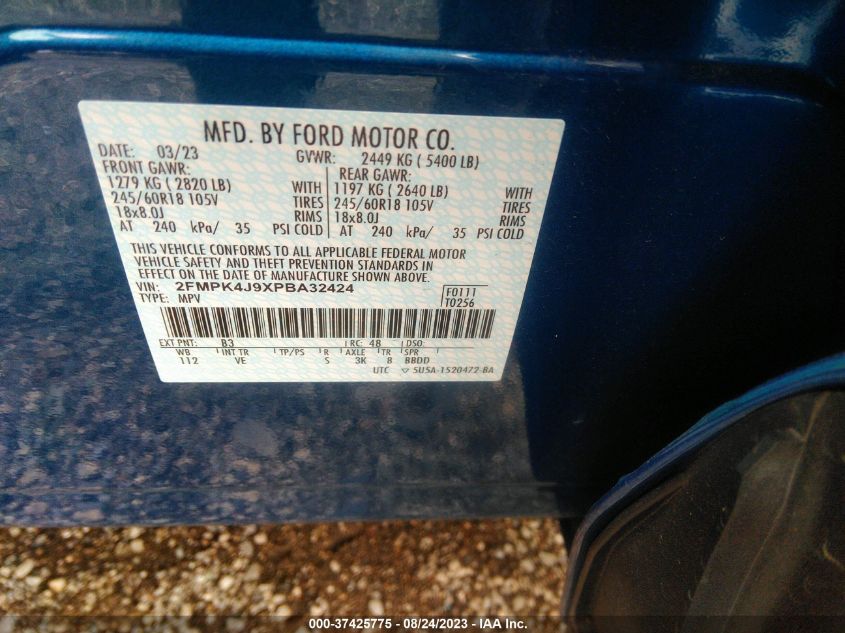 MFD. BY FORD MOTOR CO.
DATE: 03/23 GVWR: 2449 KG ( 5400 LB)
FRONT GAWR: REAR GAWR:
1279 KG ( 2820 LB) WITH 1197 KG ( 2640 LB) WITH
245/60R18 105V TIRES 245/60R18 105V TIRES
18x8.0J RIMS 18x8.0J RIMS
AT 240 kPa/ 35 PSI COLD AT 240 kPa/ 35 PSI COLD
THIS VEHICLE CONFORMS TO ALL APPLICABLE FEDERAL MOTOR
VEHICLE SAFETY AND THEFT PREVENTION STANDARDS IN
EFFECT ON THE DATE OF MANUFACTURE SHOWN ABOVE.
VIN: 2FMPK4J9XPBA32424 F0111
TYPE: MPV T0256
EXT PNT: B3 RC: 48 DSO:
WB INT TR TP/PS R AXLE TR SPR
112 VE S 3K 8 BBDD
UTC ▽ 5U5A-1520472-BA
000-37425775 - 08/24/2023 - IAA Inc.